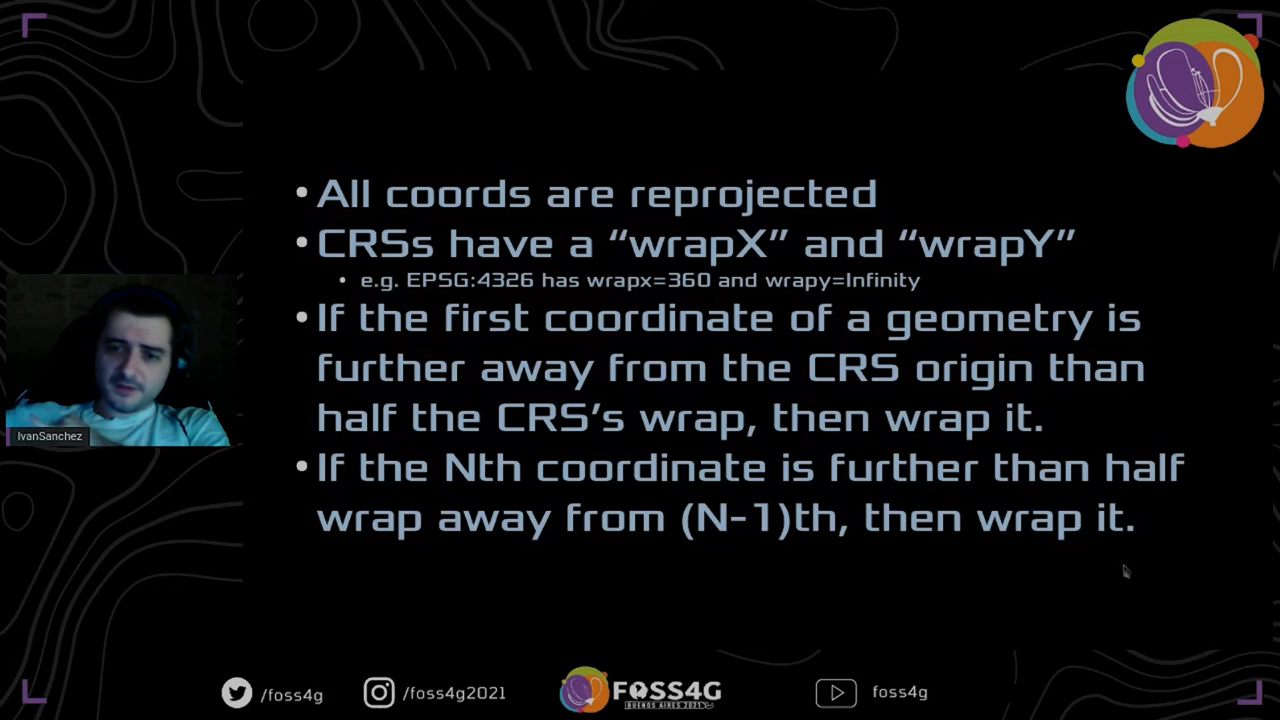 • All coords are reprojected
• CRSs have a “wrapX” and “wrapY”
• e.g. EPSG:4326 has wrapx=360 and wrapy=Infinity
• If the first coordinate of a geometry is
further away from the CRS origin than
half the CRS’s wrap, then wrap it.
• If the Nth coordinate is further than half
wrap away from (N-1)th, then wrap it.
IvanSanchez
/foss4g
/foss4g2021
FOSS4G
BUENOS AIRES 2021
foss4g